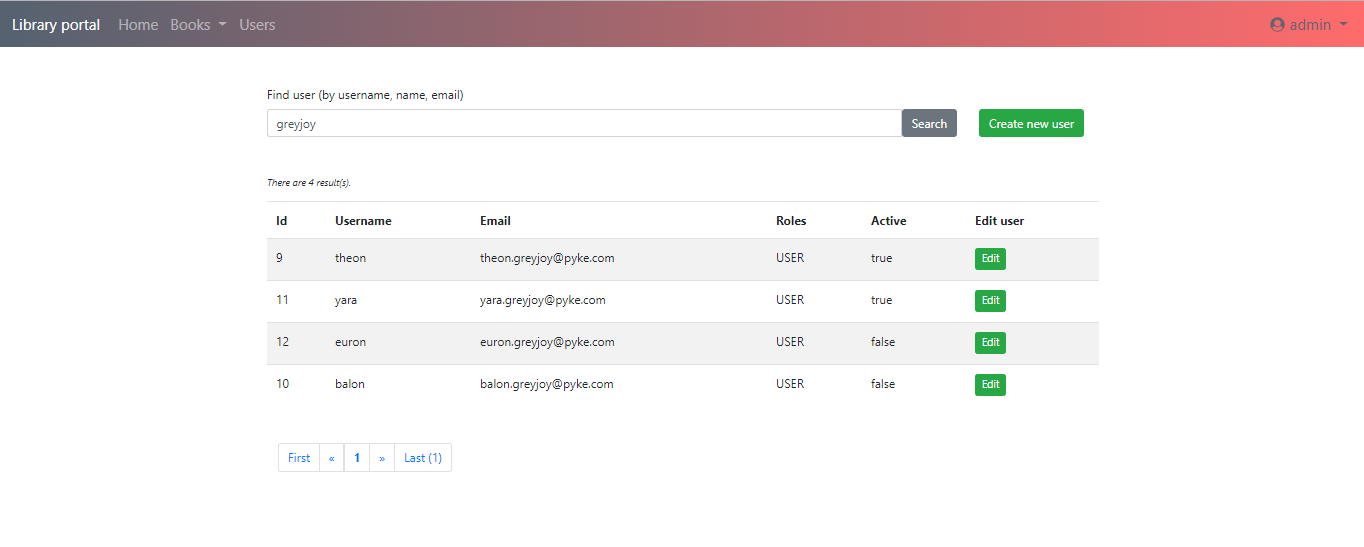 Library portal Home Books Users admin
Find user (by username, name, email)
greyjoy Search Create new user
There are 4 result(s).
Id Username Email Roles Active Edit user
9 theon theon.greyjoy@pyke.com USER true Edit
11 yara yara.greyjoy@pyke.com USER true Edit
12 euron euron.greyjoy@pyke.com USER false Edit
10 balon balon.greyjoy@pyke.com USER false Edit
First « 1 » Last (1)